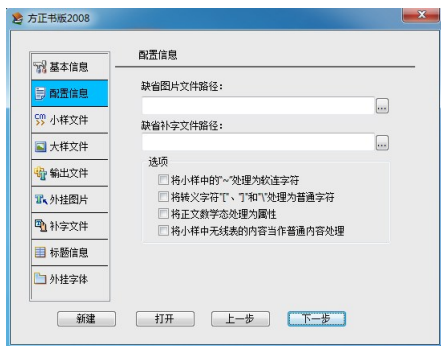 方正书版2008
基本信息
配置信息
小样文件
大样文件
输出文件
外挂图片
补字文件
标题信息
外挂字体
配置信息
缺省图片文件路径:
...
缺省补字文件路径:
...
选项
将小样中的"~"处理为软连字符
将转义字符"["、"]"和"\"处理为普通字符
将正文数学态处理为属性
将小样中无线表的内容当作普通内容处理
新建
打开
上一步
下一步